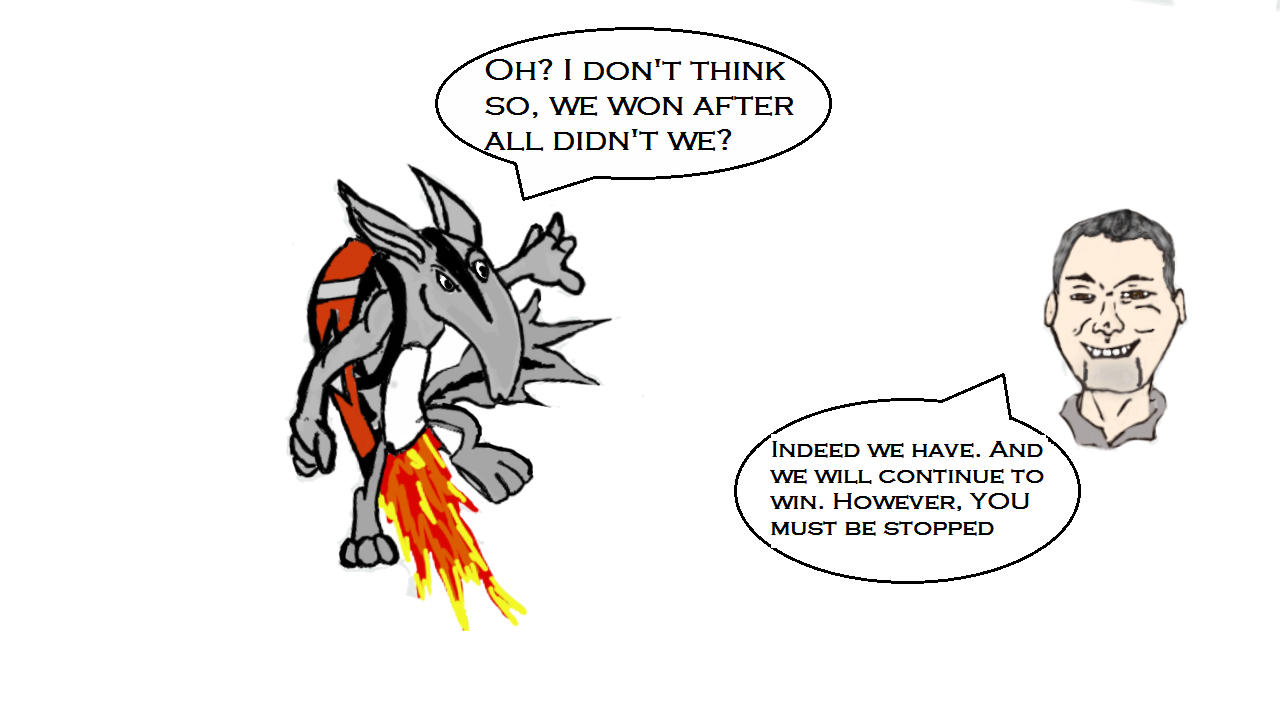 Oh? I don't think
so, we won after
all didn't we?
Indeed we have. And
we will continue to
win. However, YOU
must be stopped